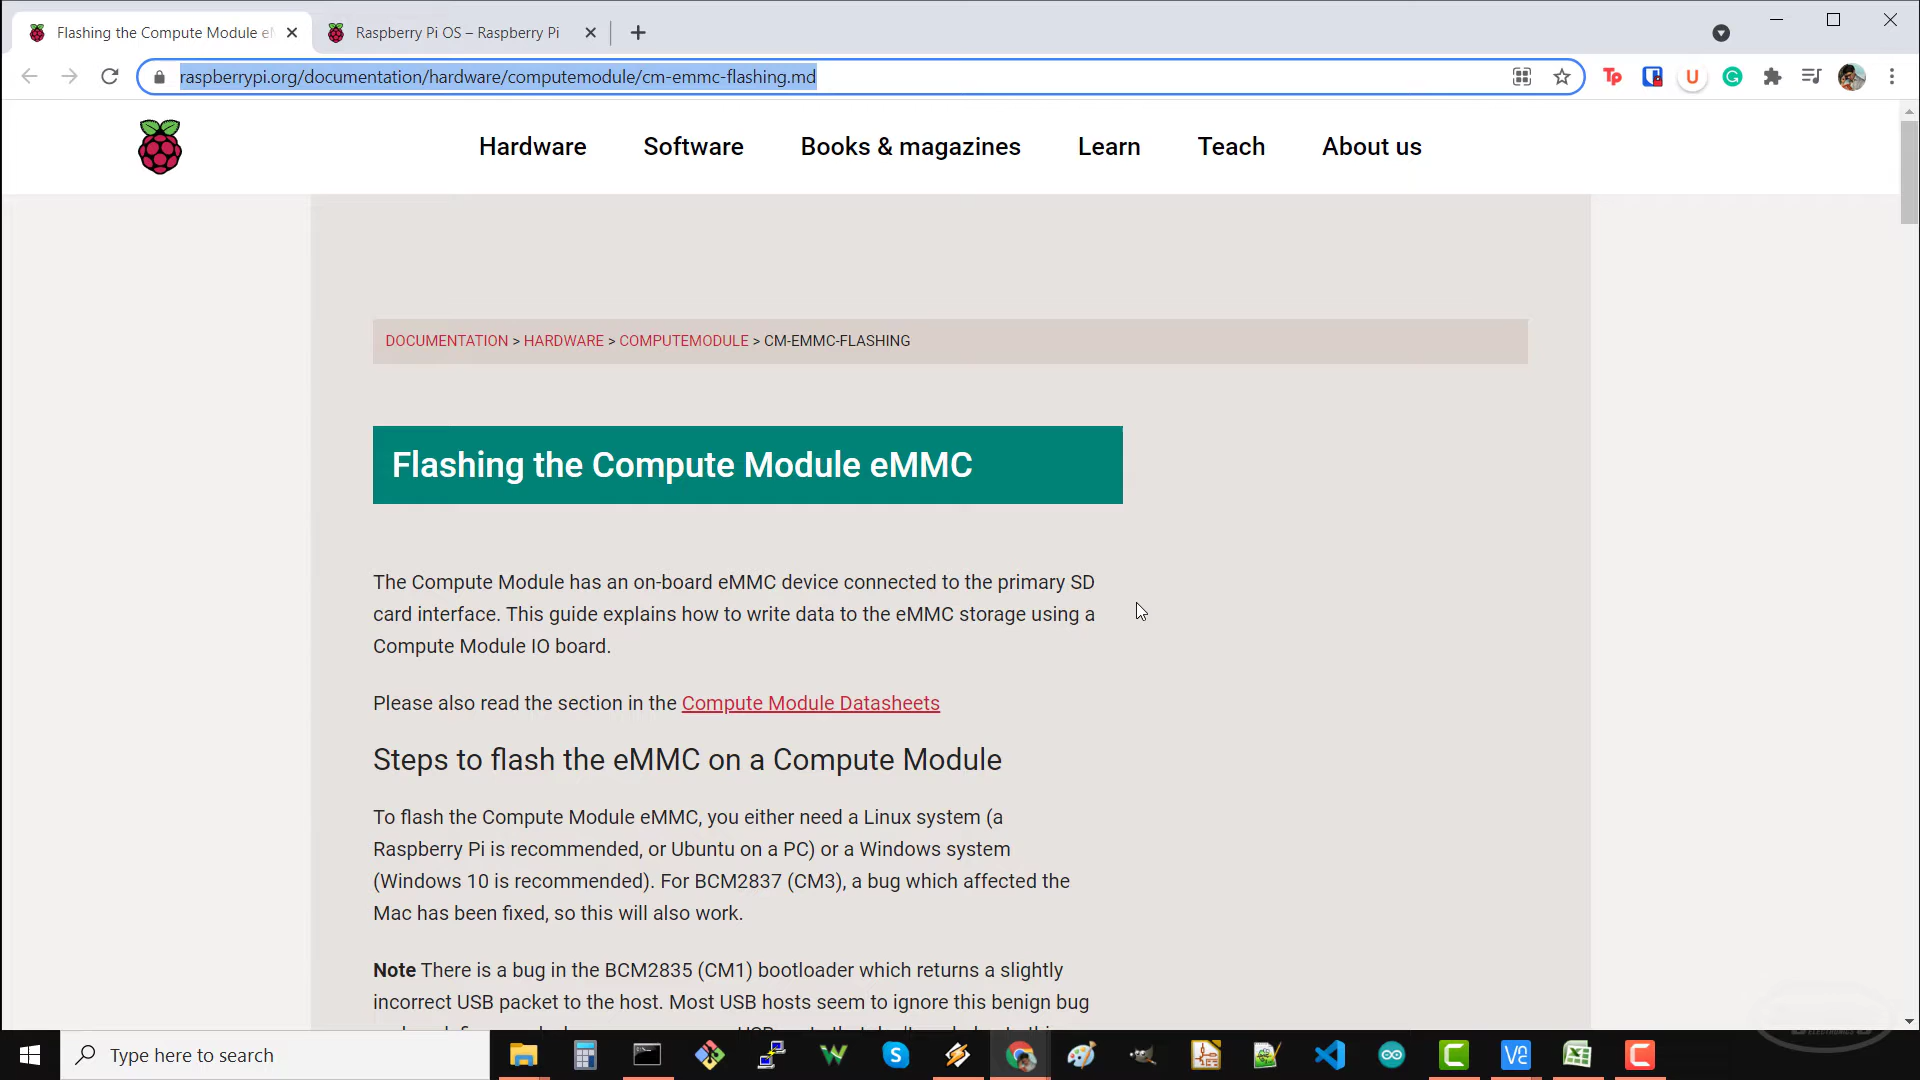 Flashing the Compute Module eM
Raspberry Pi OS – Raspberry Pi
raspberrypi.org/documentation/hardware/computemodule/cm-emmc-flashing.md
Hardware
Software
Books & magazines
Learn
Teach
About us
DOCUMENTATION > HARDWARE > COMPUTEMODULE > CM-EMMC-FLASHING
Flashing the Compute Module eMMC
The Compute Module has an on-board eMMC device connected to the primary SD
card interface. This guide explains how to write data to the eMMC storage using a
Compute Module IO board.
Please also read the section in the Compute Module Datasheets
Steps to flash the eMMC on a Compute Module
To flash the Compute Module eMMC, you either need a Linux system (a
Raspberry Pi is recommended, or Ubuntu on a PC) or a Windows system
(Windows 10 is recommended). For BCM2837 (CM3), a bug which affected the
Mac has been fixed, so this will also work.
Note There is a bug in the BCM2835 (CM1) bootloader which returns a slightly
incorrect USB packet to the host. Most USB hosts seem to ignore this benign bug
ELECTRONICS
Type here to search